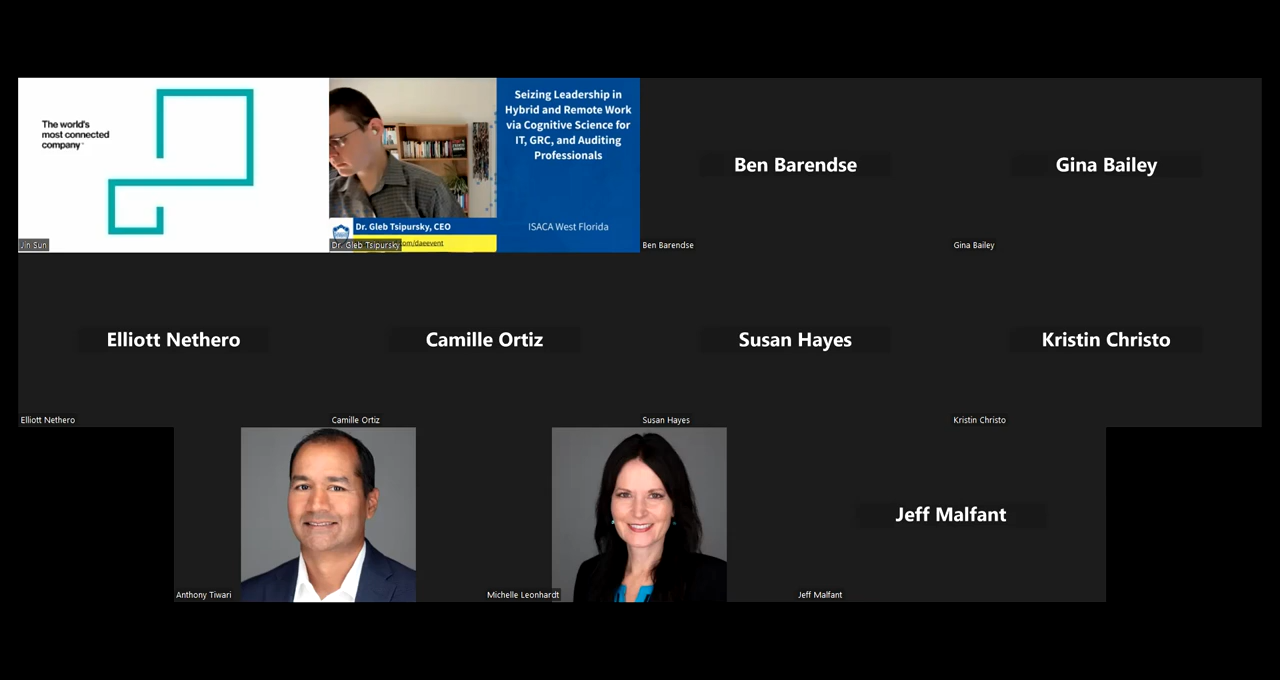 The world's
most connected
company™
Jin Sun
Seizing Leadership in
Hybrid and Remote Work
via Cognitive Science for
IT, GRC, and Auditing
Professionals
ISACA West Florida
Dr. Gleb Tsipursky, CEO
om/daeevent
Dr. Gleb Tsipursky
Ben Barendse
Ben Barendse
Gina Bailey
Gina Bailey
Elliott Nethero
Elliott Nethero
Camille Ortiz
Camille Ortiz
Susan Hayes
Susan Hayes
Kristin Christo
Kristin Christo
Anthony Tiwari
Michelle Leonhardt
Jeff Malfant
Jeff Malfant